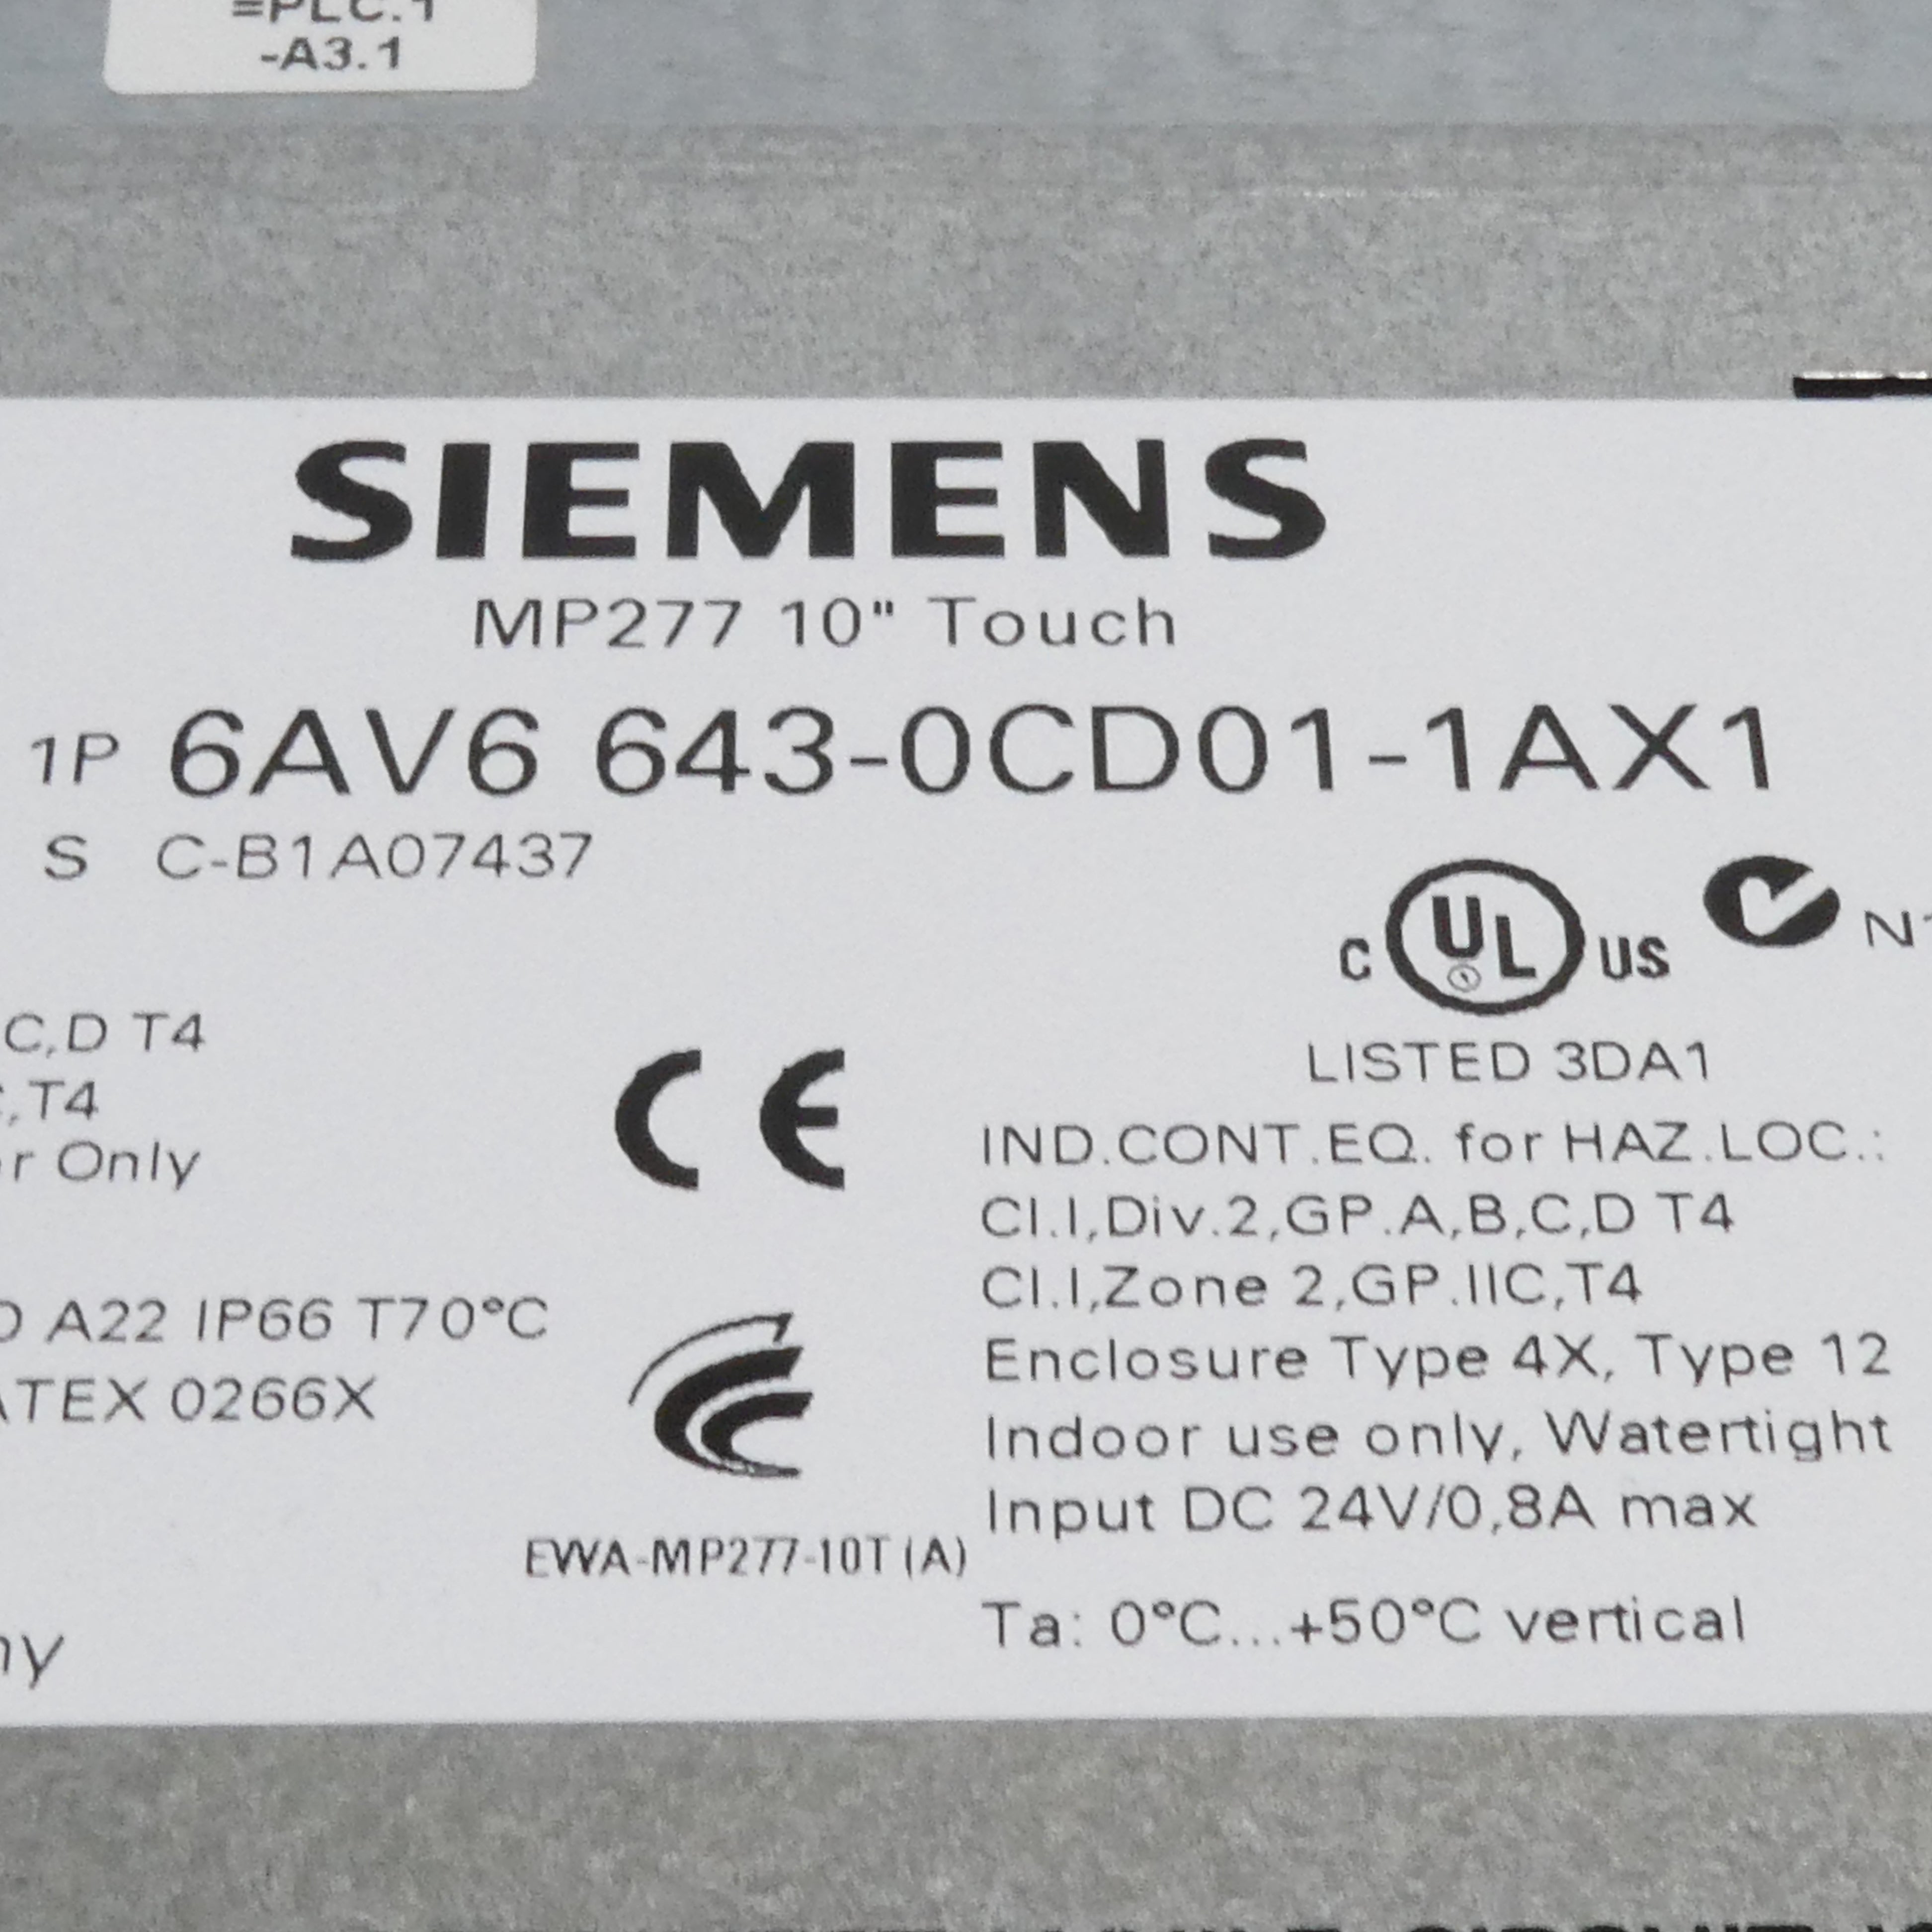 =PLC.1
-A3.1
SIEMENS
MP277 10" Touch
1P 6AV6 643-0CD01-1AX1
S C-B1A07437
C UL US
LISTED 3DA1
C,D T4
,T4
r Only
CE
IND.CONT.EQ. for HAZ.LOC.:
Cl.I,Div.2,GP.A,B,C,D T4
Cl.I,Zone 2,GP.IIC,T4
Enclosure Type 4X, Type 12
Indoor use only, Watertight
Input DC 24V/0,8A max
Ta: 0°C...+50°C vertical
A22 IP66 T70°C
ATEX 0266X
EWA-MP277-10T(A)
ny